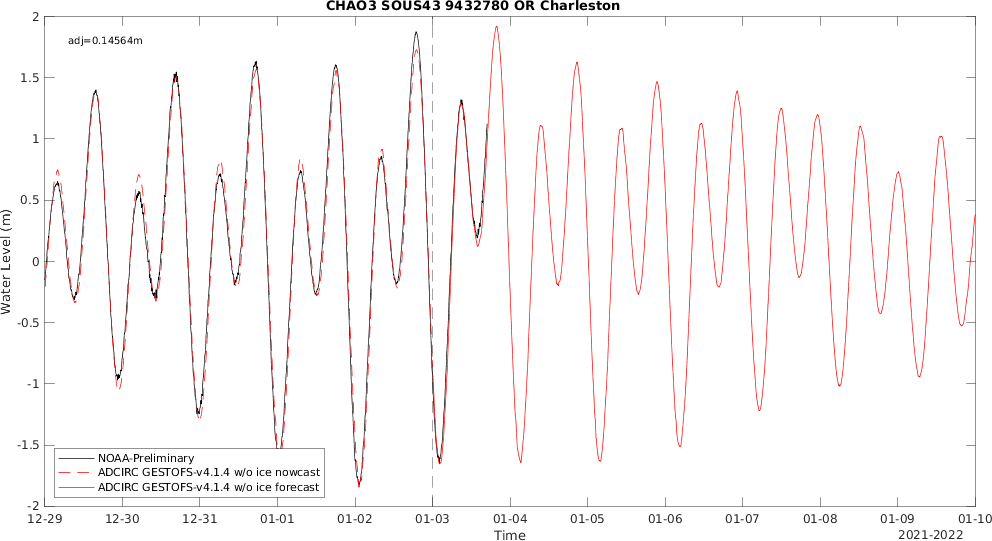 CHAO3 SOUS43 9432780 OR Charleston
adj=0.14564m
Water Level (m)
2
1.5
1
0.5
0
-0.5
-1
-1.5
-2
NOAA-Preliminary
ADCIRC GESTOFS-v4.1.4 w/o ice nowcast
ADCIRC GESTOFS-v4.1.4 w/o ice forecast
12-29 12-30 12-31 01-01 01-02 01-03 01-04 01-05 01-06 01-07 01-08 01-09 01-10
Time
2021-2022